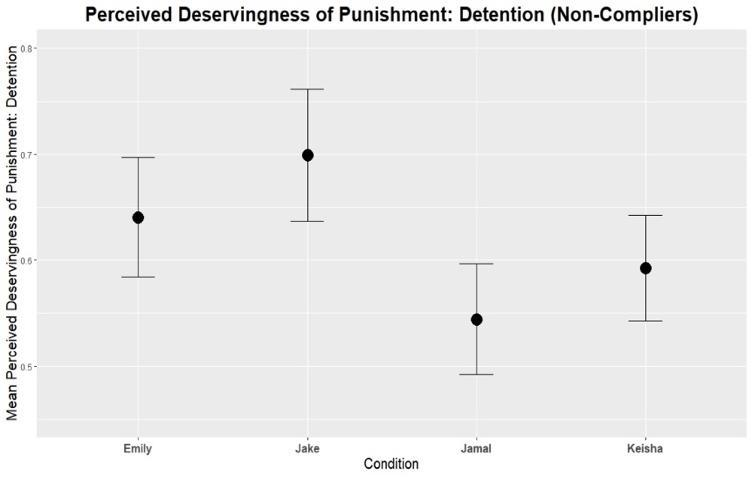 Perceived Deservingness of Punishment: Detention (Non-Compliers)
Mean Perceived Deservingness of Punishment: Detention
0.8
0.7
0.6
0.5
Emily Jake Jamal Keisha
Condition